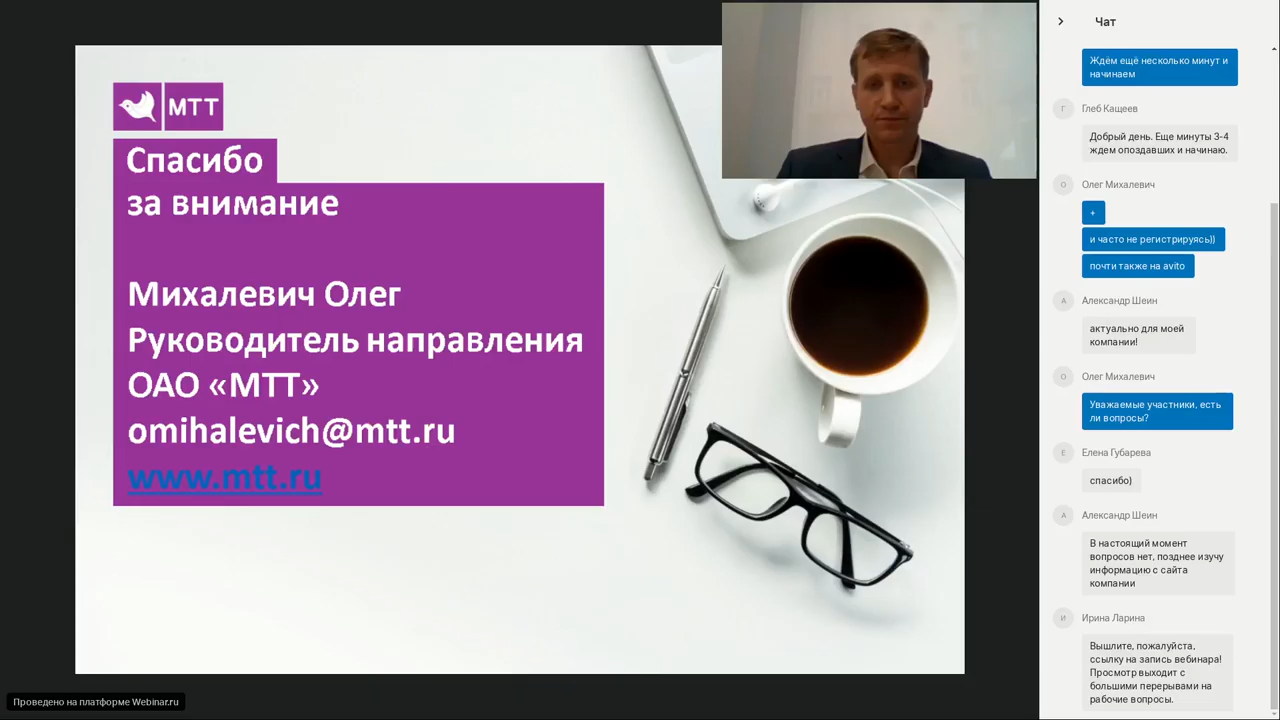 МТТ
Спасибо
за внимание
Михалевич Олег
Руководитель направления
ОАО «МТТ»
omihalevich@mtt.ru
www.mtt.ru
Проведено на платформе Webinar.ru
Чат
Ждём ещё несколько минут и
начинаем
Г
Глеб Кащеев
Добрый день. Еще минуты 3-4
ждем опоздавших и начинаю.
О
Олег Михалевич
+
и часто не регистрируясь))
почти также на avito
А
Александр Шеин
актуально для моей
компании!
О
Олег Михалевич
Уважаемые участники, есть
ли вопросы?
Е
Елена Губарева
спасибо)
А
Александр Шеин
В настоящий момент
вопросов нет, позднее изучу
информацию с сайта
компании
И
Ирина Ларина
Вышлите, пожалуйста,
ссылку на запись вебинара!
Просмотр выходит с
большими перерывами на
рабочие вопросы.